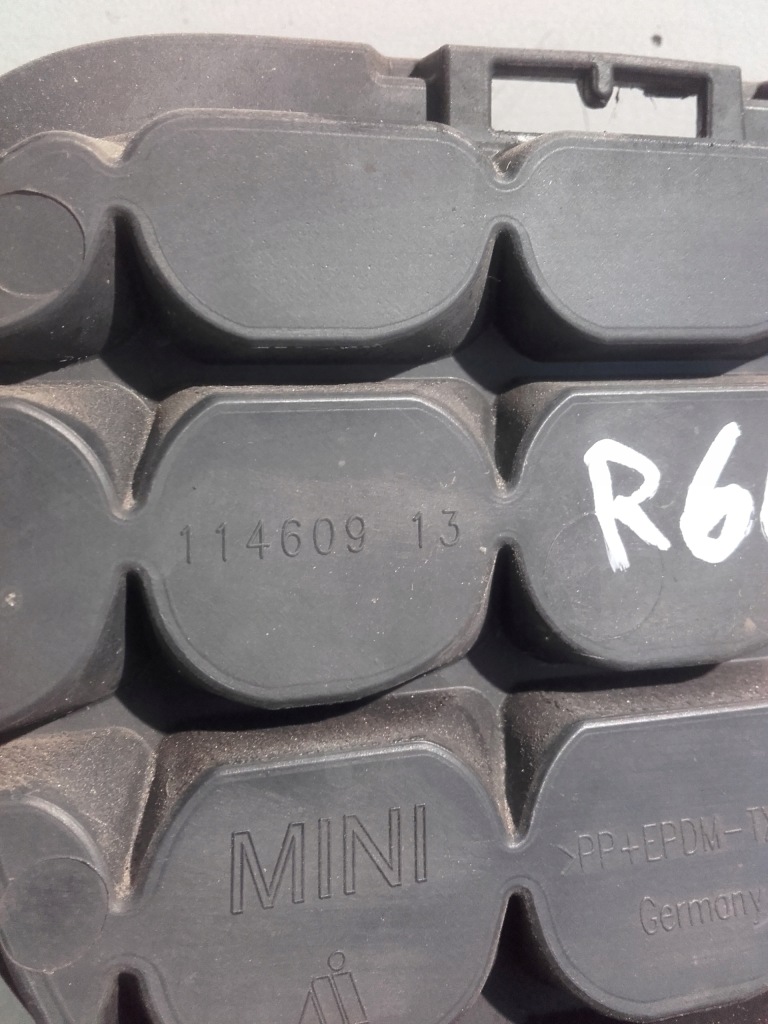 114609 13
R6
MINI
>PP+EPDM-T
Germany